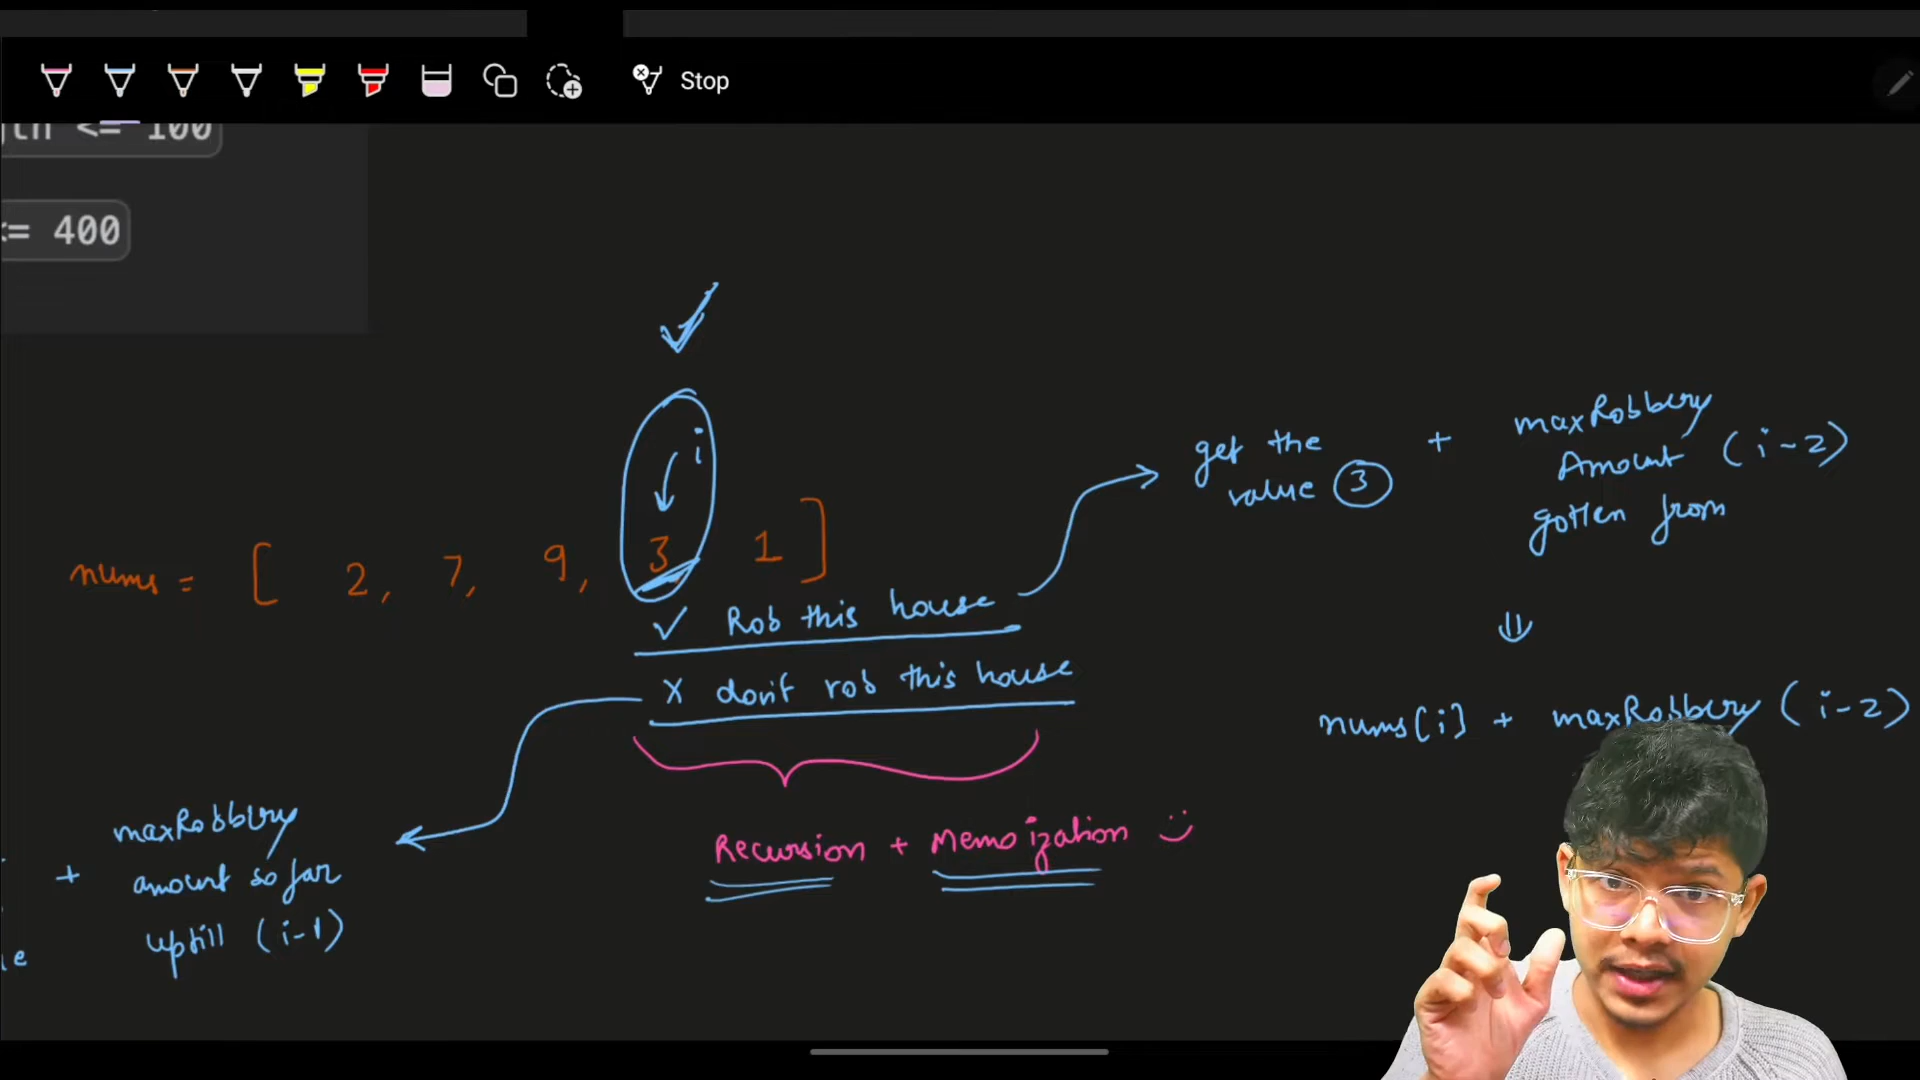 Stop
<= 100
<= 400
i
nums = [ 2, 7, 9, 3, 1 ]
✓ Rob this house
X don't rob this house
get the
value 3
+
maxRobbery
Amount (i-2)
gotten from
⇓
nums[i] + maxRobbery (i-2)
+ maxRobbery
amount so far
uptill (i-1)
Recursion + Memoization :)